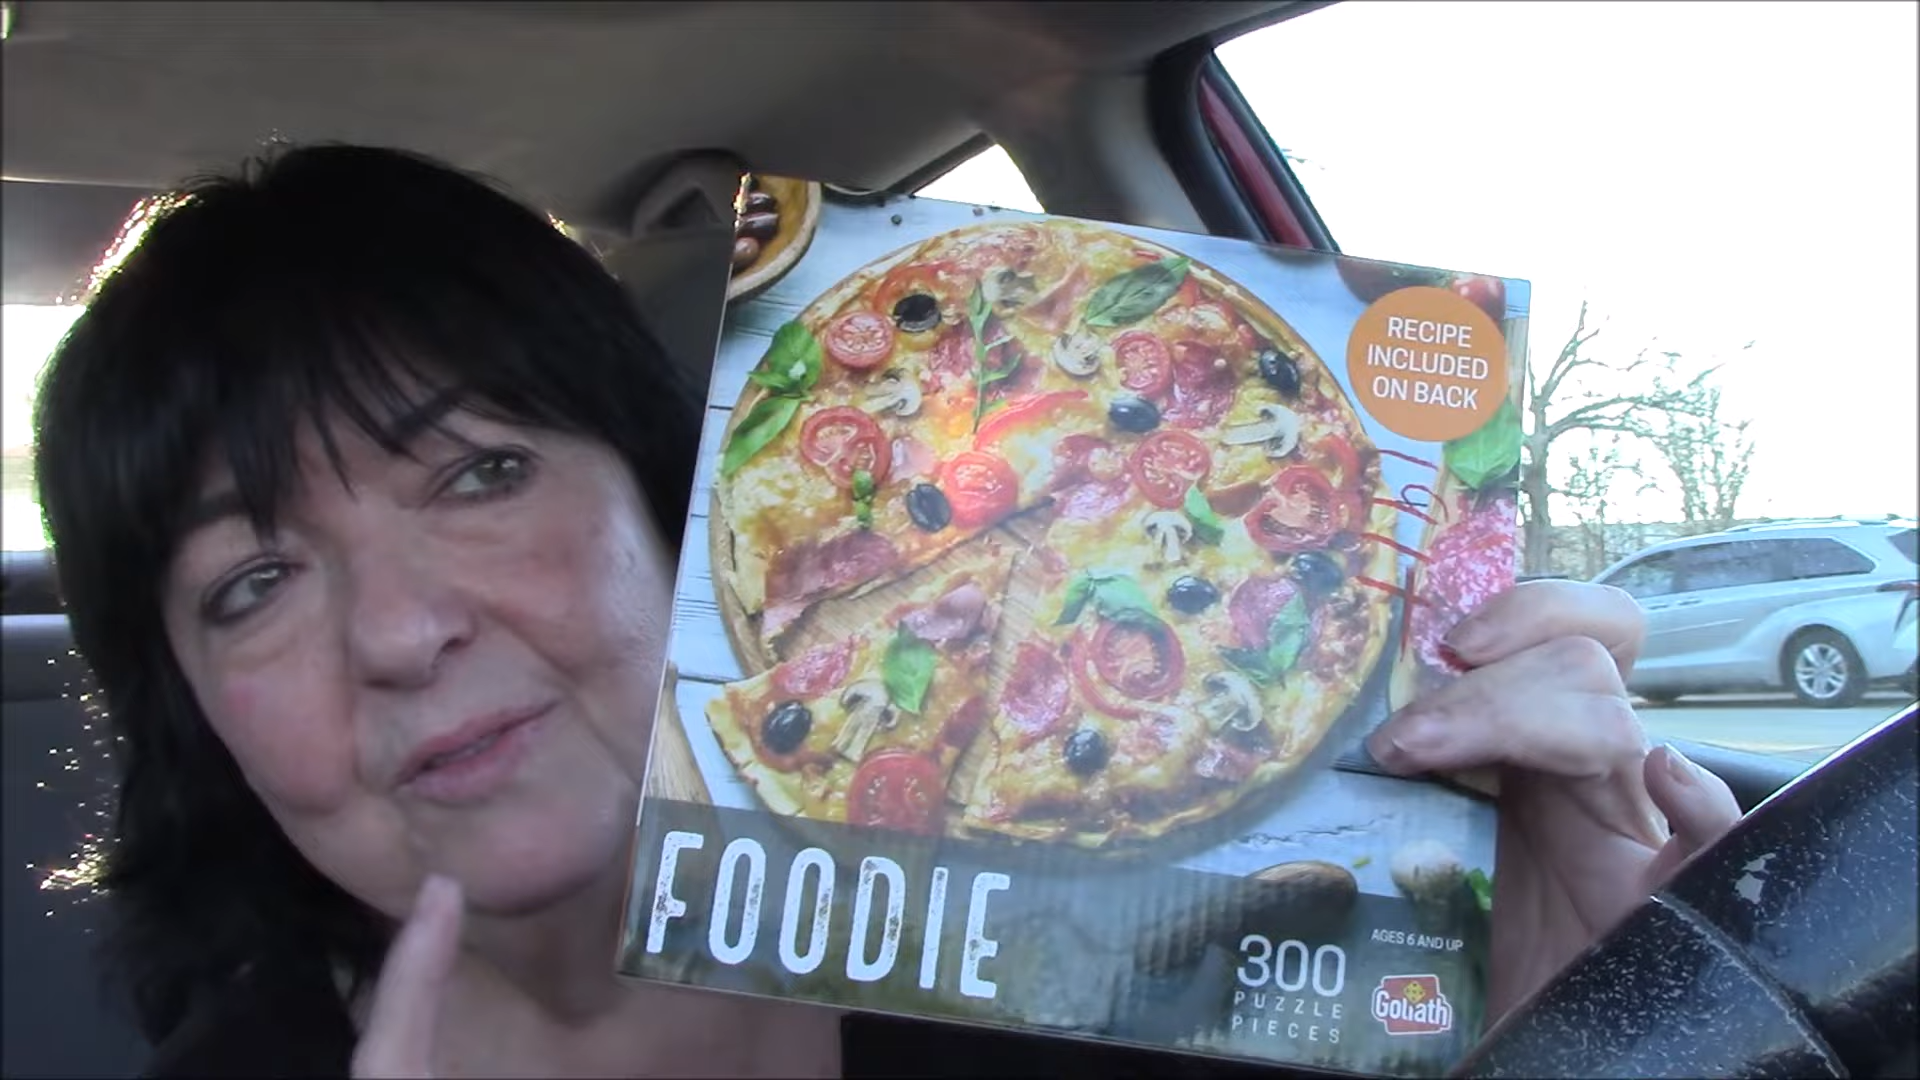 RECIPE
INCLUDED
ON BACK
FOODIE
300
PUZZLE
PIECES
AGES 6 AND UP
Goliath